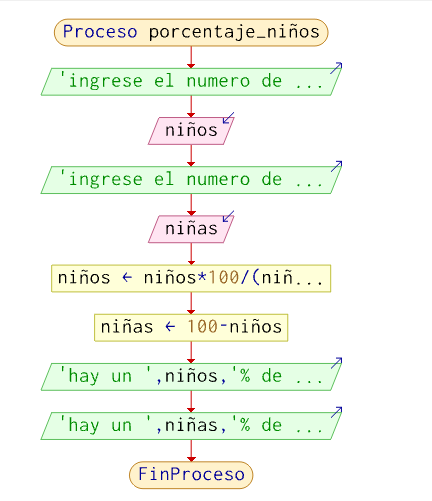 Proceso porcentaje_niños
'ingrese el numero de ...
niños
'ingrese el numero de ...
niñas
niños ← niños*100/(niñ...
niñas ← 100-niños
'hay un ',niños,'% de ...
'hay un ',niñas,'% de ...
FinProceso